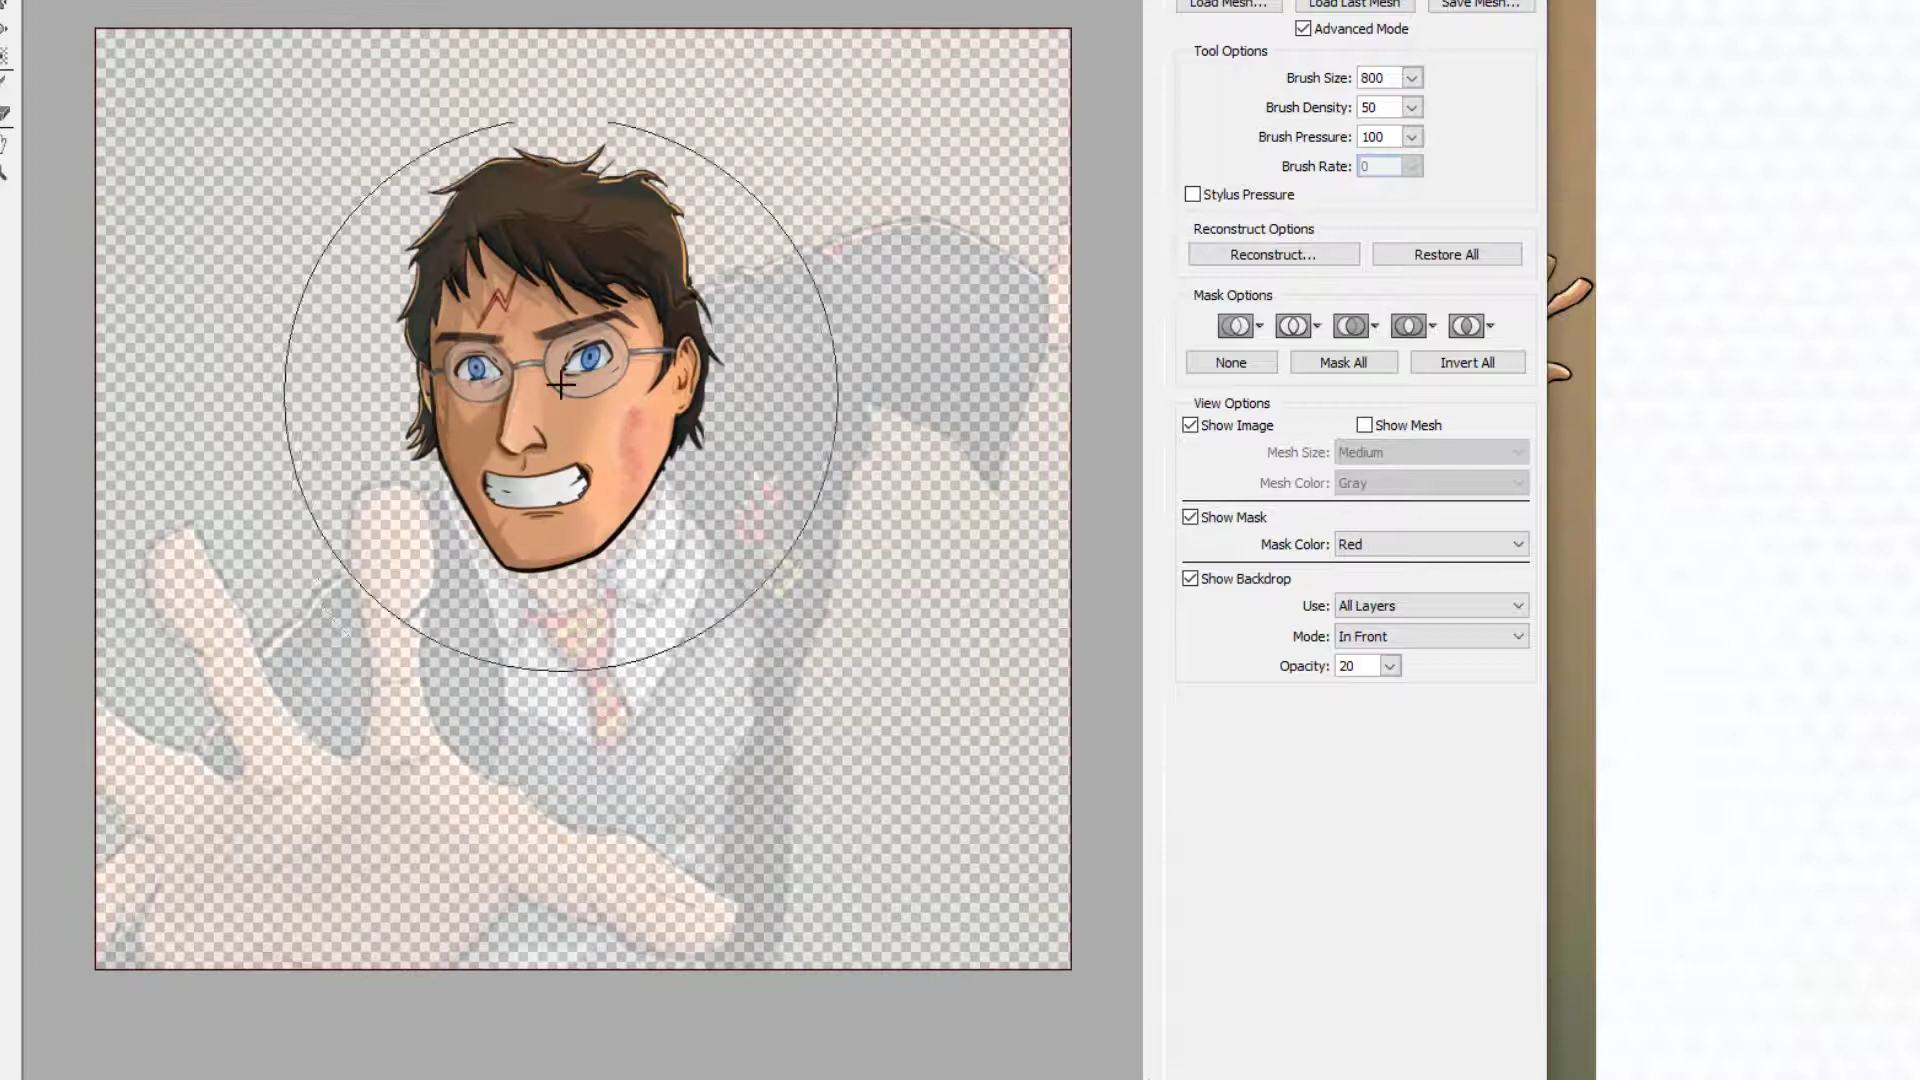 Load Mesh... Load Last Mesh Save Mesh...
Advanced Mode
Tool Options
Brush Size: 800
Brush Density: 50
Brush Pressure: 100
Brush Rate: 0
Stylus Pressure
Reconstruct Options
Reconstruct... Restore All
Mask Options
None Mask All Invert All
View Options
Show Image Show Mesh
Mesh Size: Medium
Mesh Color: Gray
Show Mask
Mask Color: Red
Show Backdrop
Use: All Layers
Mode: In Front
Opacity: 20